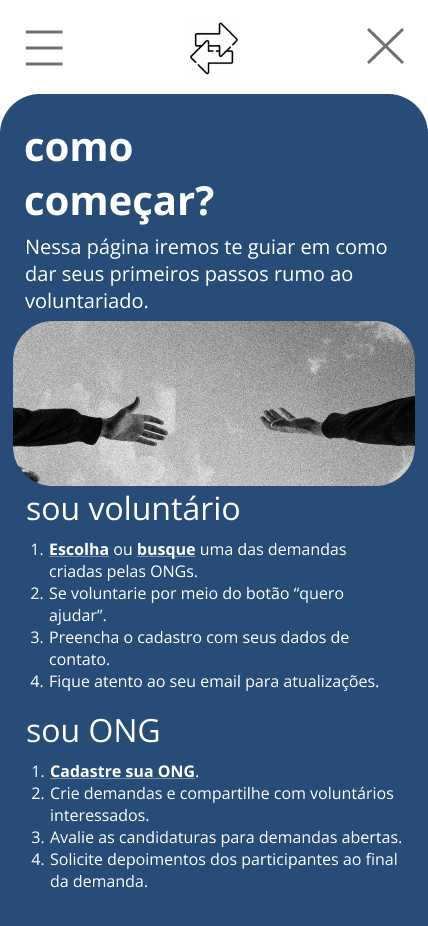 como
começar?
Nessa página iremos te guiar em como
dar seus primeiros passos rumo ao
voluntariado.
sou voluntário
1. Escolha ou busque uma das demandas
criadas pelas ONGs.
2. Se voluntarie por meio do botão “quero
ajudar”.
3. Preencha o cadastro com seus dados de
contato.
4. Fique atento ao seu email para atualizações.
sou ONG
1. Cadastre sua ONG.
2. Crie demandas e compartilhe com voluntários
interessados.
3. Avalie as candidaturas para demandas abertas.
4. Solicite depoimentos dos participantes ao final
da demanda.